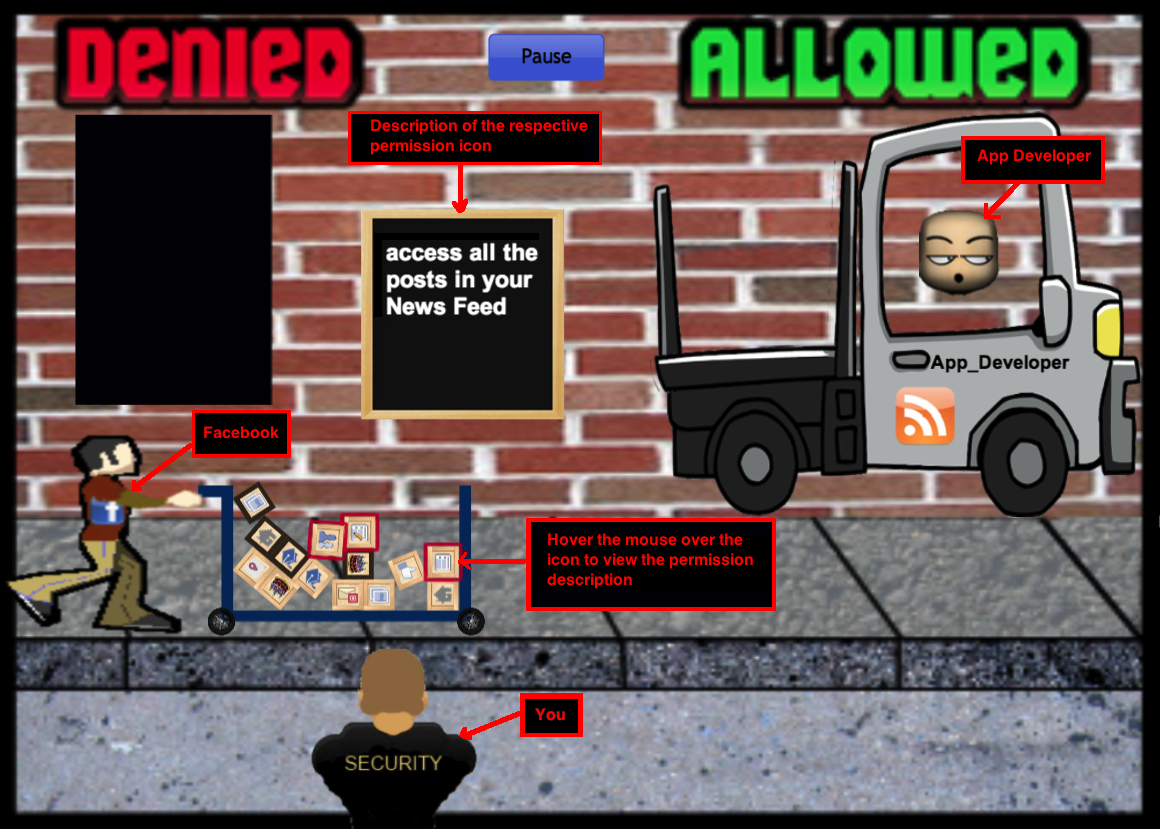 DENIED
Pause
ALLOWED
Description of the respective
permission icon
App Developer
access all the
posts in your
News Feed
App_Developer
Facebook
f
Hover the mouse over the
icon to view the permission
description
You
SECURITY